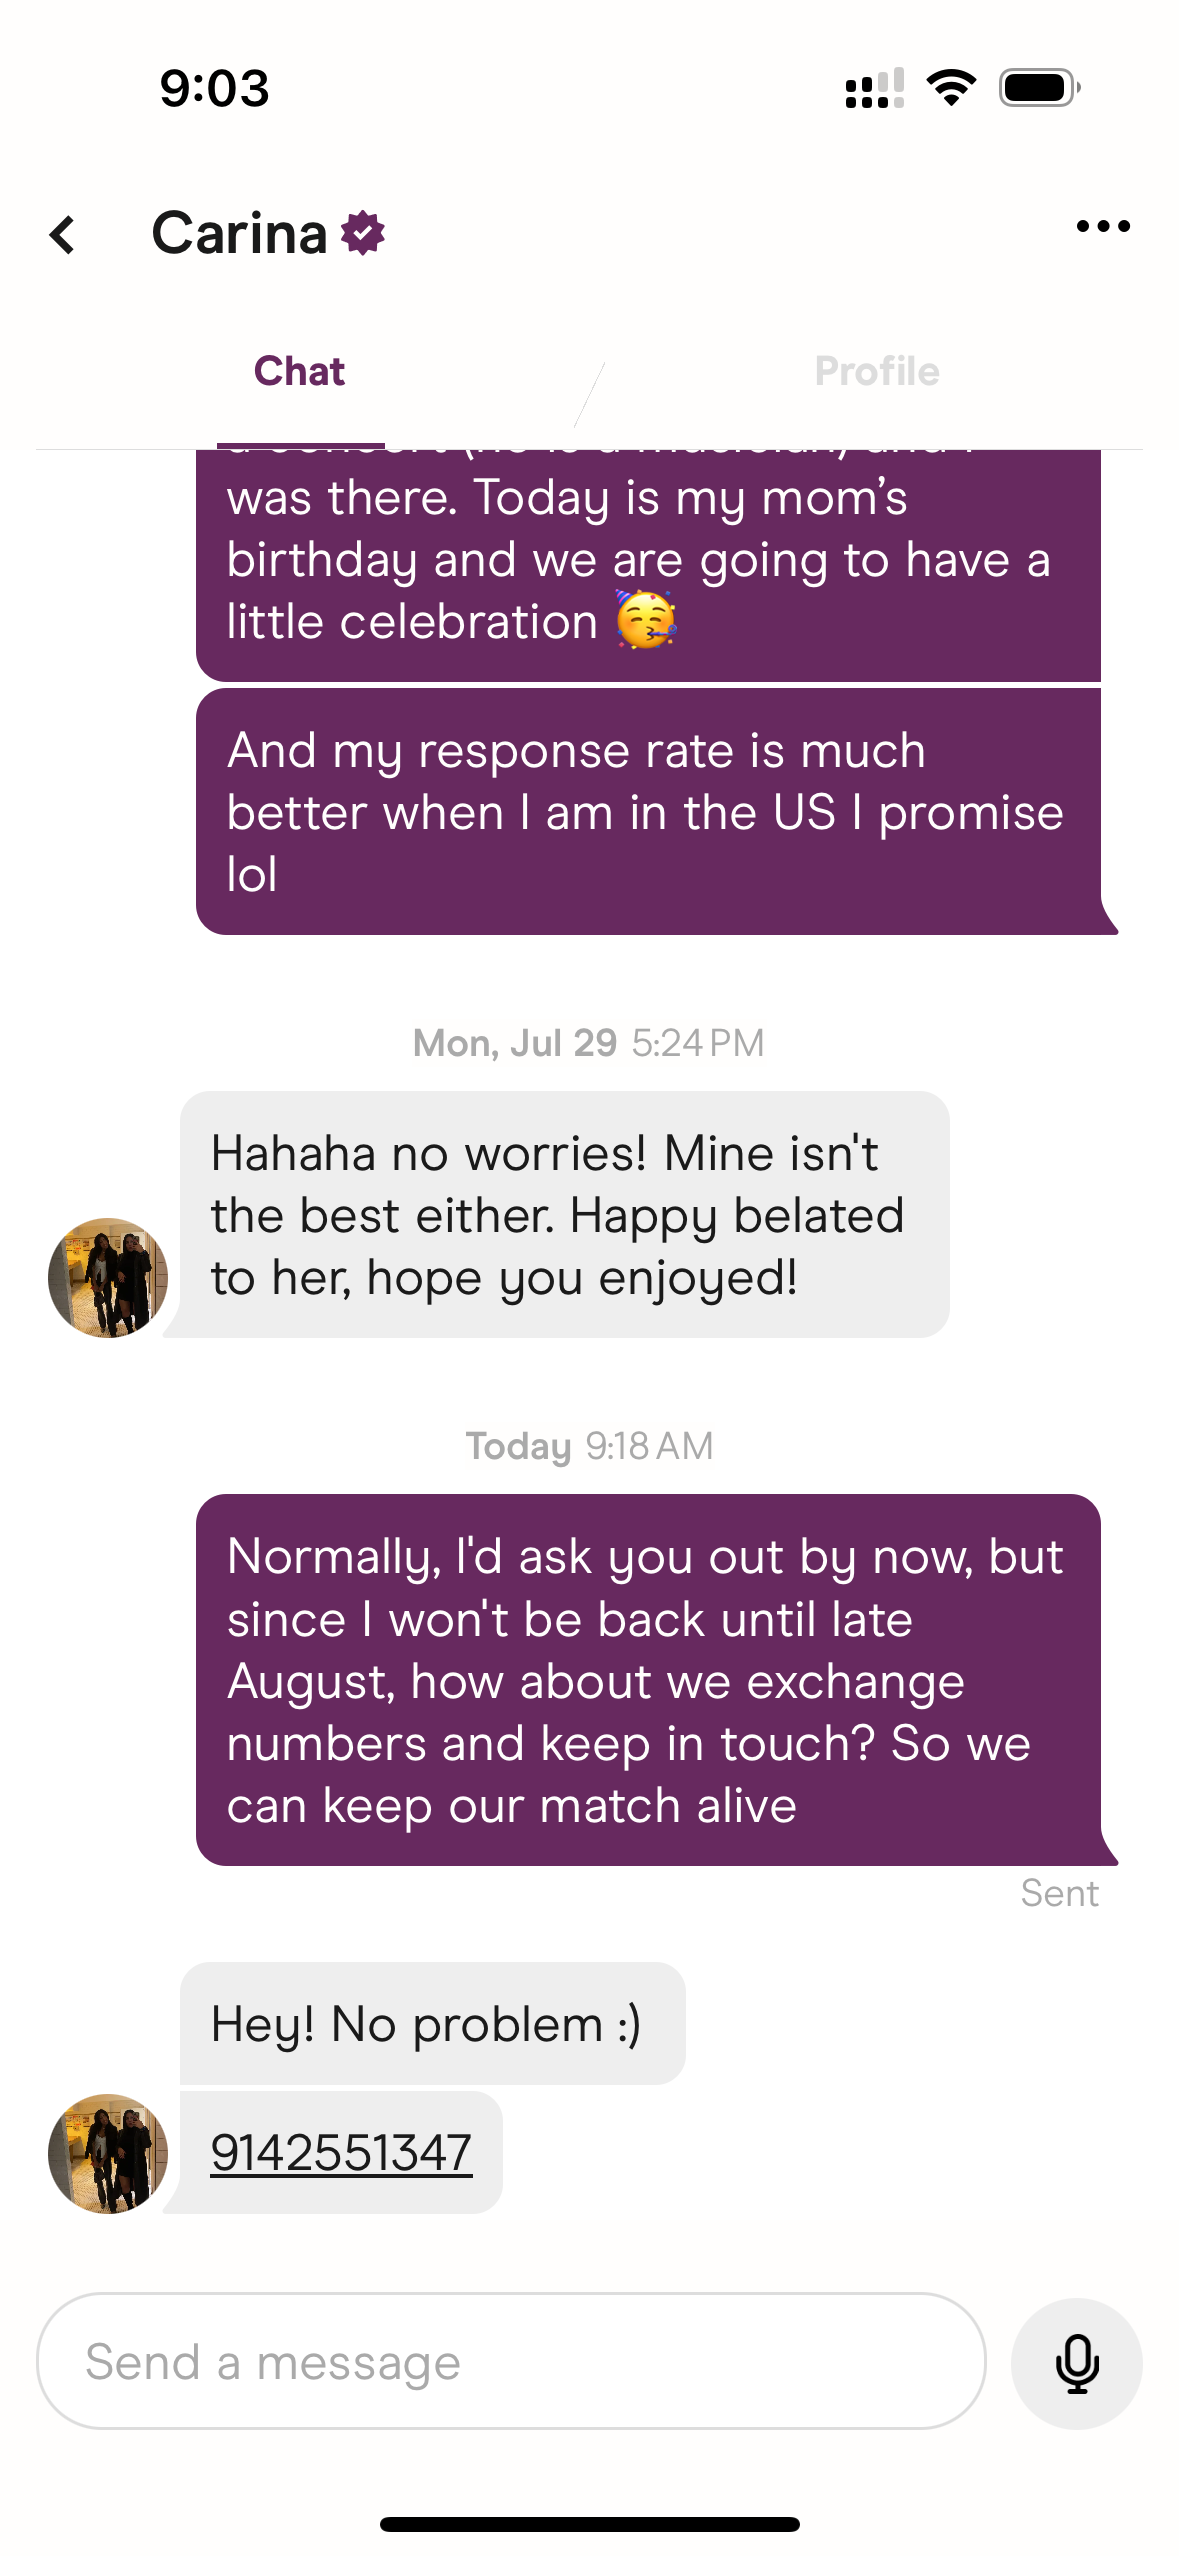 9:03
Carina
Chat
Profile
was there. Today is my mom's
birthday and we are going to have a
little celebration 🥳
And my response rate is much
better when I am in the US I promise
lol
Mon, Jul 29 5:24 PM
Hahaha no worries! Mine isn't
the best either. Happy belated
to her, hope you enjoyed!
Today 9:18 AM
Normally, I'd ask you out by now, but
since I won't be back until late
August, how about we exchange
numbers and keep in touch? So we
can keep our match alive
Sent
Hey! No problem :)
9142551347
Send a message